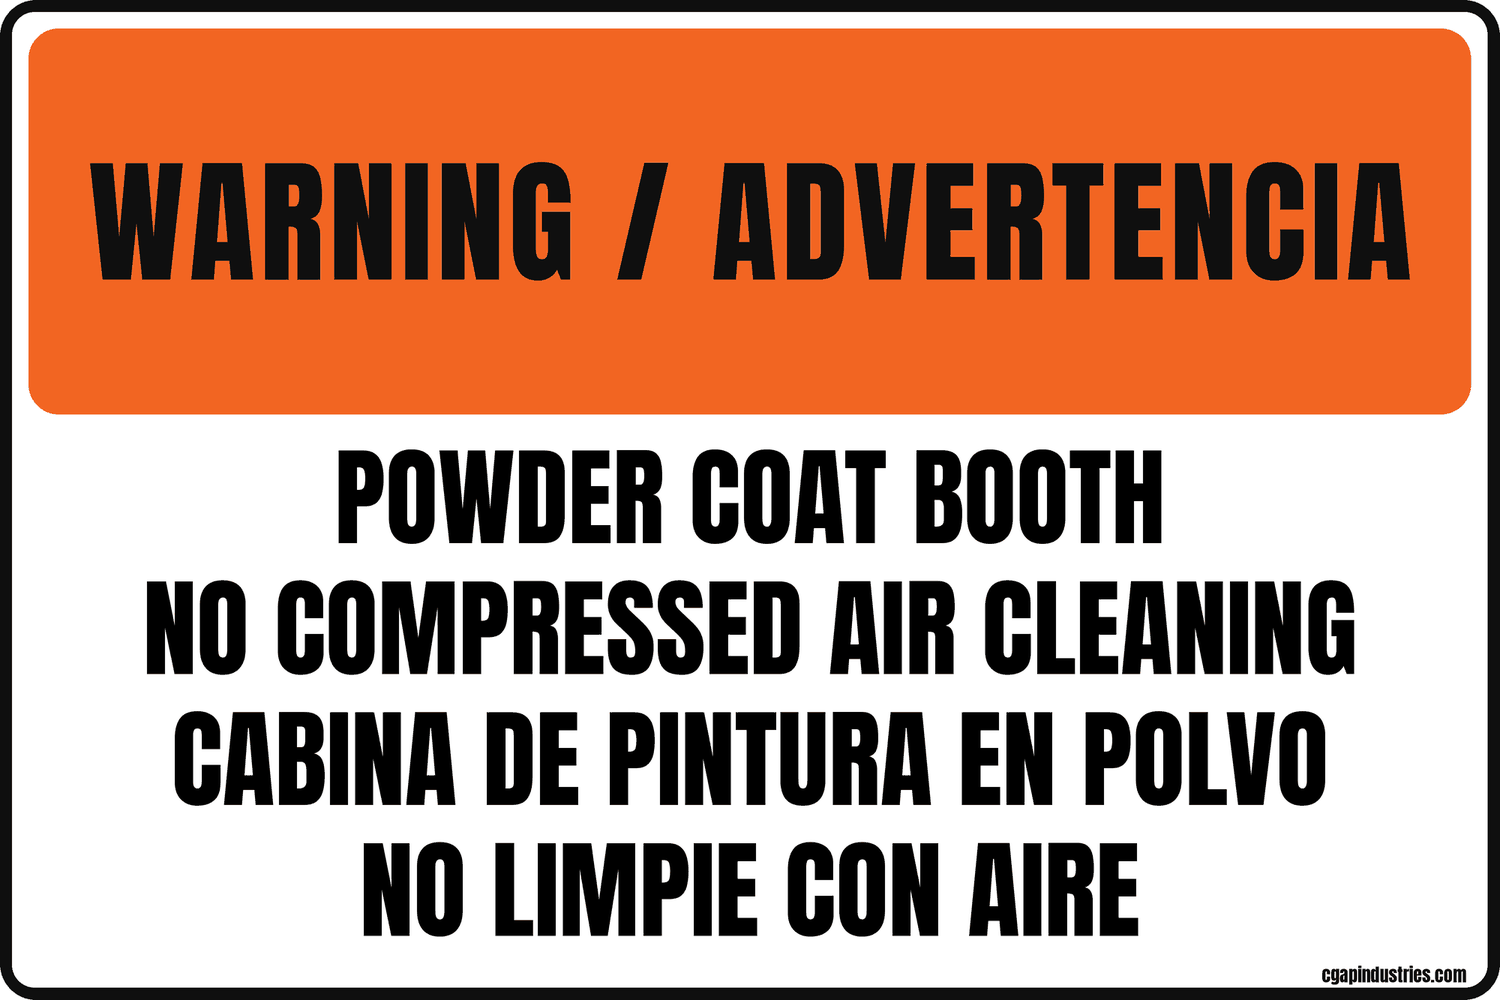 WARNING / ADVERTENCIA
POWDER COAT BOOTH
NO COMPRESSED AIR CLEANING
CABINA DE PINTURA EN POLVO
NO LIMPIE CON AIRE
cgapindustries.com